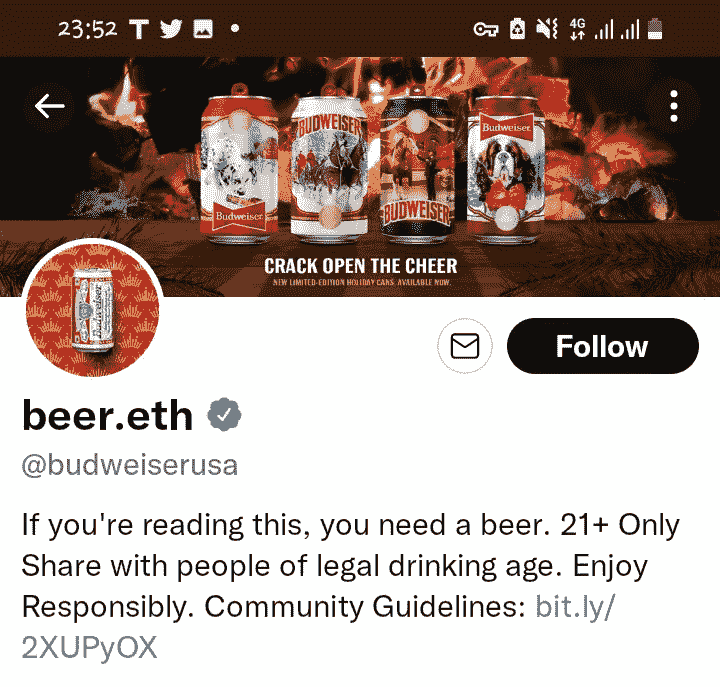 23:52 T
4G
Budweiser
BUDWEISER
BUDWEISER
Budweiser
CRACK OPEN THE CHEER
NEW LIMITED-EDITION HOLIDAY CANS. AVAILABLE NOW.
Budweiser
Follow
beer.eth
@budweiserusa
If you're reading this, you need a beer. 21+ Only
Share with people of legal drinking age. Enjoy
Responsibly. Community Guidelines: bit.ly/
2XUPyOX